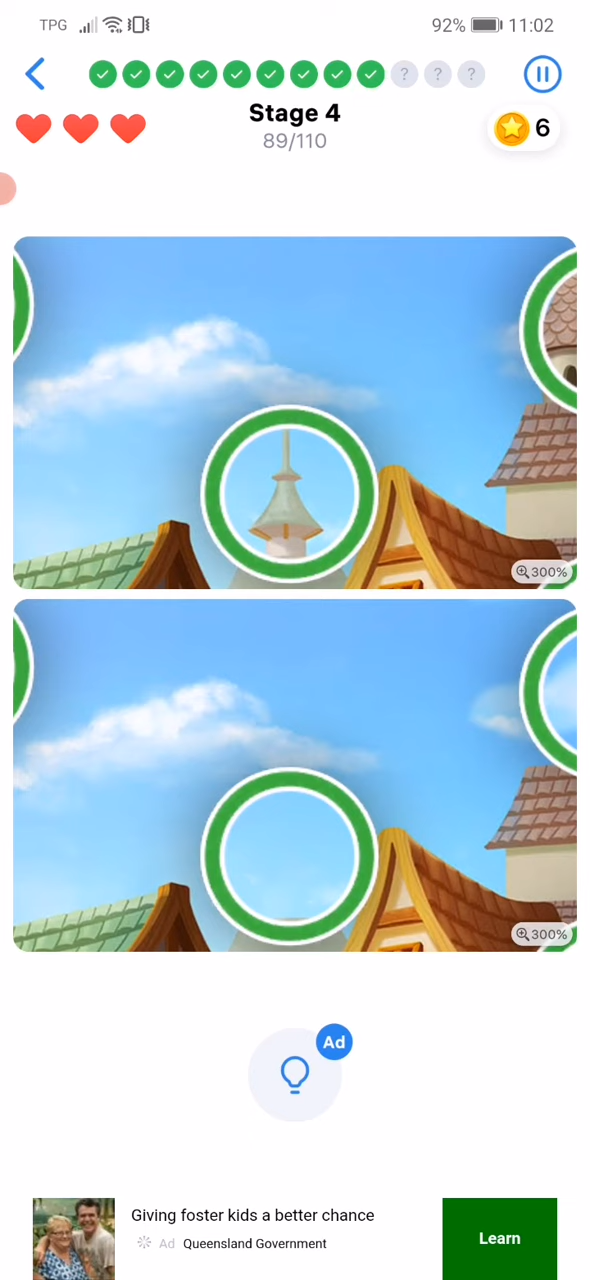 TPG
92% 11:02
? ? ?
Stage 4
89/110
6
300%
300%
Ad
Giving foster kids a better chance
Ad Queensland Government
Learn